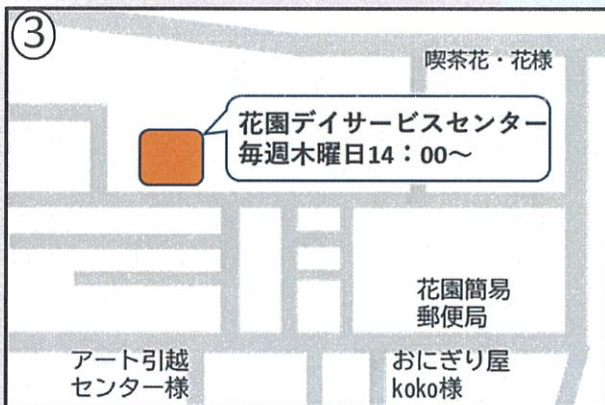 ③
喫茶花・花様
花園デイサービスセンター
毎週木曜日14：00～
花園簡易
郵便局
アート引越
センター様
おにぎり屋
koko様